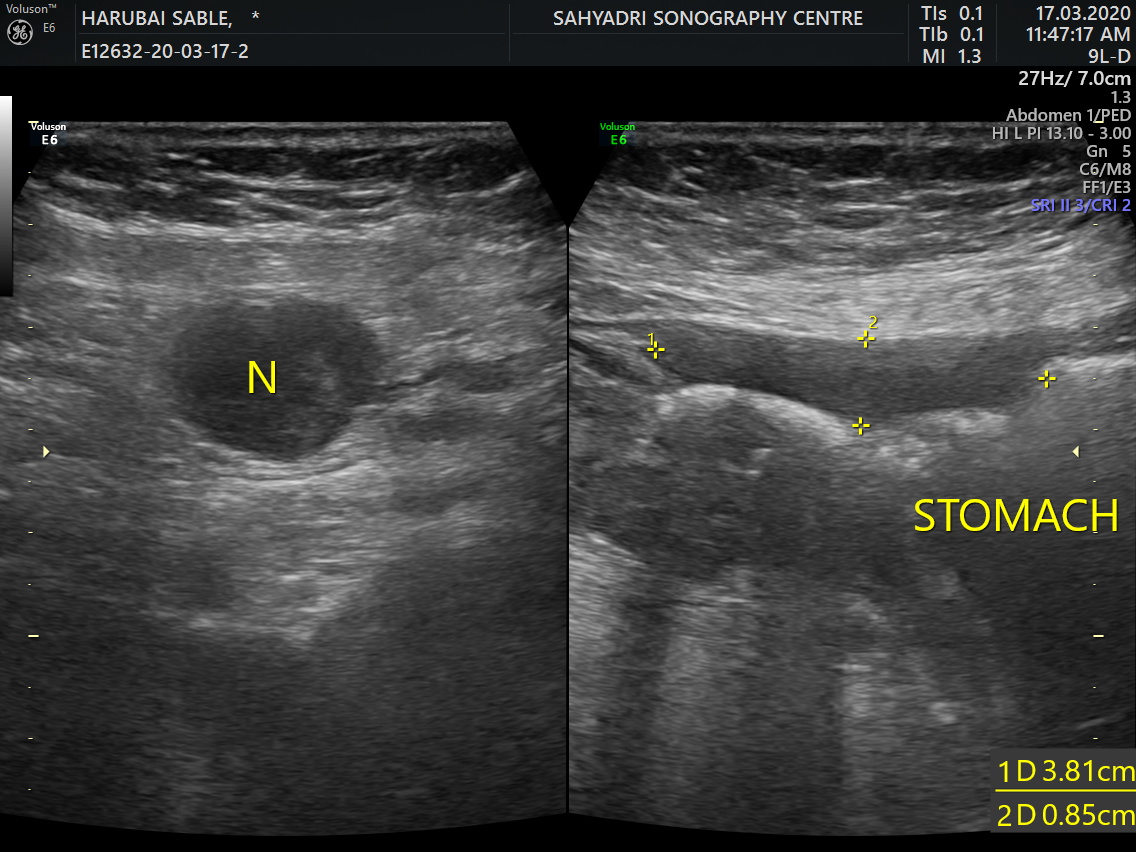 Voluson™
E6
HARUBAI SABLE, *
E12632-20-03-17-2
SAHYADRI SONOGRAPHY CENTRE
TIs 0.1
TIb 0.1
MI 1.3
17.03.2020
11:47:17 AM
9L-D
27Hz/ 7.0cm
1.3
Abdomen 1/PED
HI L PI 13.10 - 3.00
Gn 5
C6/M8
FF1/E3
SRI II 3/CRI 2
Voluson
E6
Voluson
E6
N
1
2
STOMACH
1 D 3.81cm
2 D 0.85cm